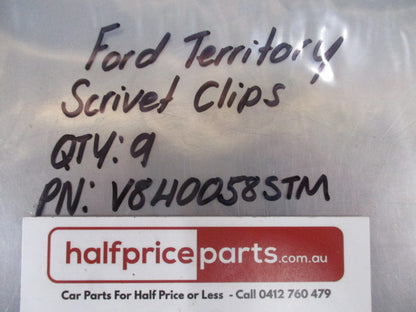 Ford Territory
Scrivet Clips
QTY: 9
PN: V8H0058STM
halfpriceparts.com.au
Car Parts For Half Price or Less - Call 0412 760 479